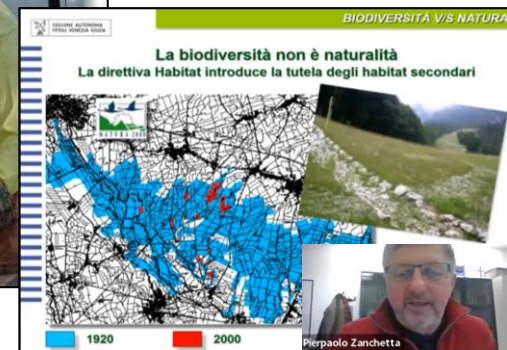 REGIONE AUTONOMA
FRIULI VENEZIA GIULIA
BIODIVERSITÀ V/S NATURA
La biodiversità non è naturalità
La direttiva Habitat introduce la tutela degli habitat secondari
NATURA 2000
1920
2000
Pierpaolo Zanchetta